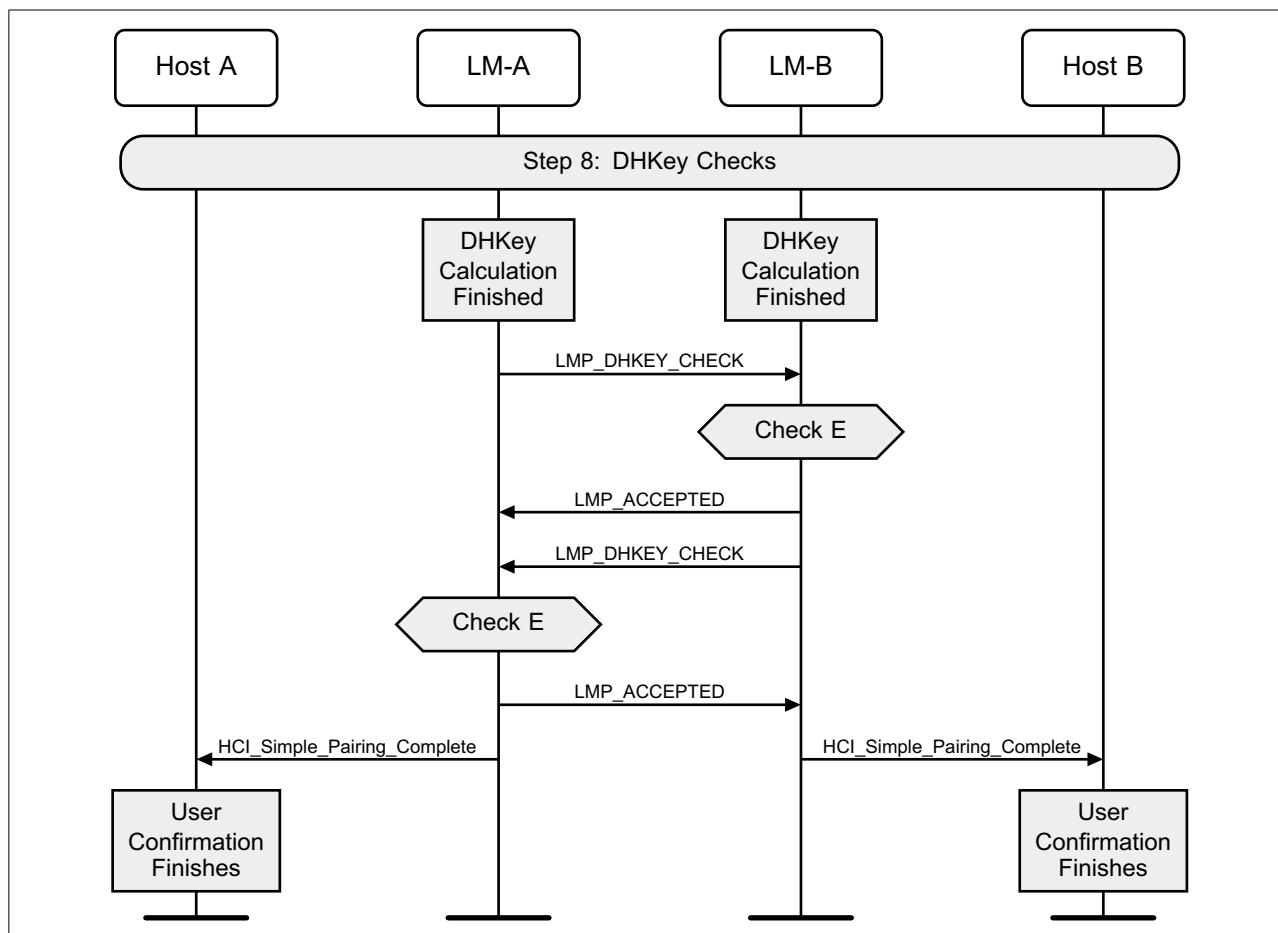 Host A
LM-A
LM-B
Host B
Step 8: DHKey Checks
DHKey
Calculation
Finished
DHKey
Calculation
Finished
LMP_DHKEY_CHECK
Check E
LMP_ACCEPTED
LMP_DHKEY_CHECK
Check E
LMP_ACCEPTED
HCI_Simple_Pairing_Complete
HCI_Simple_Pairing_Complete
User
Confirmation
Finishes
User
Confirmation
Finishes